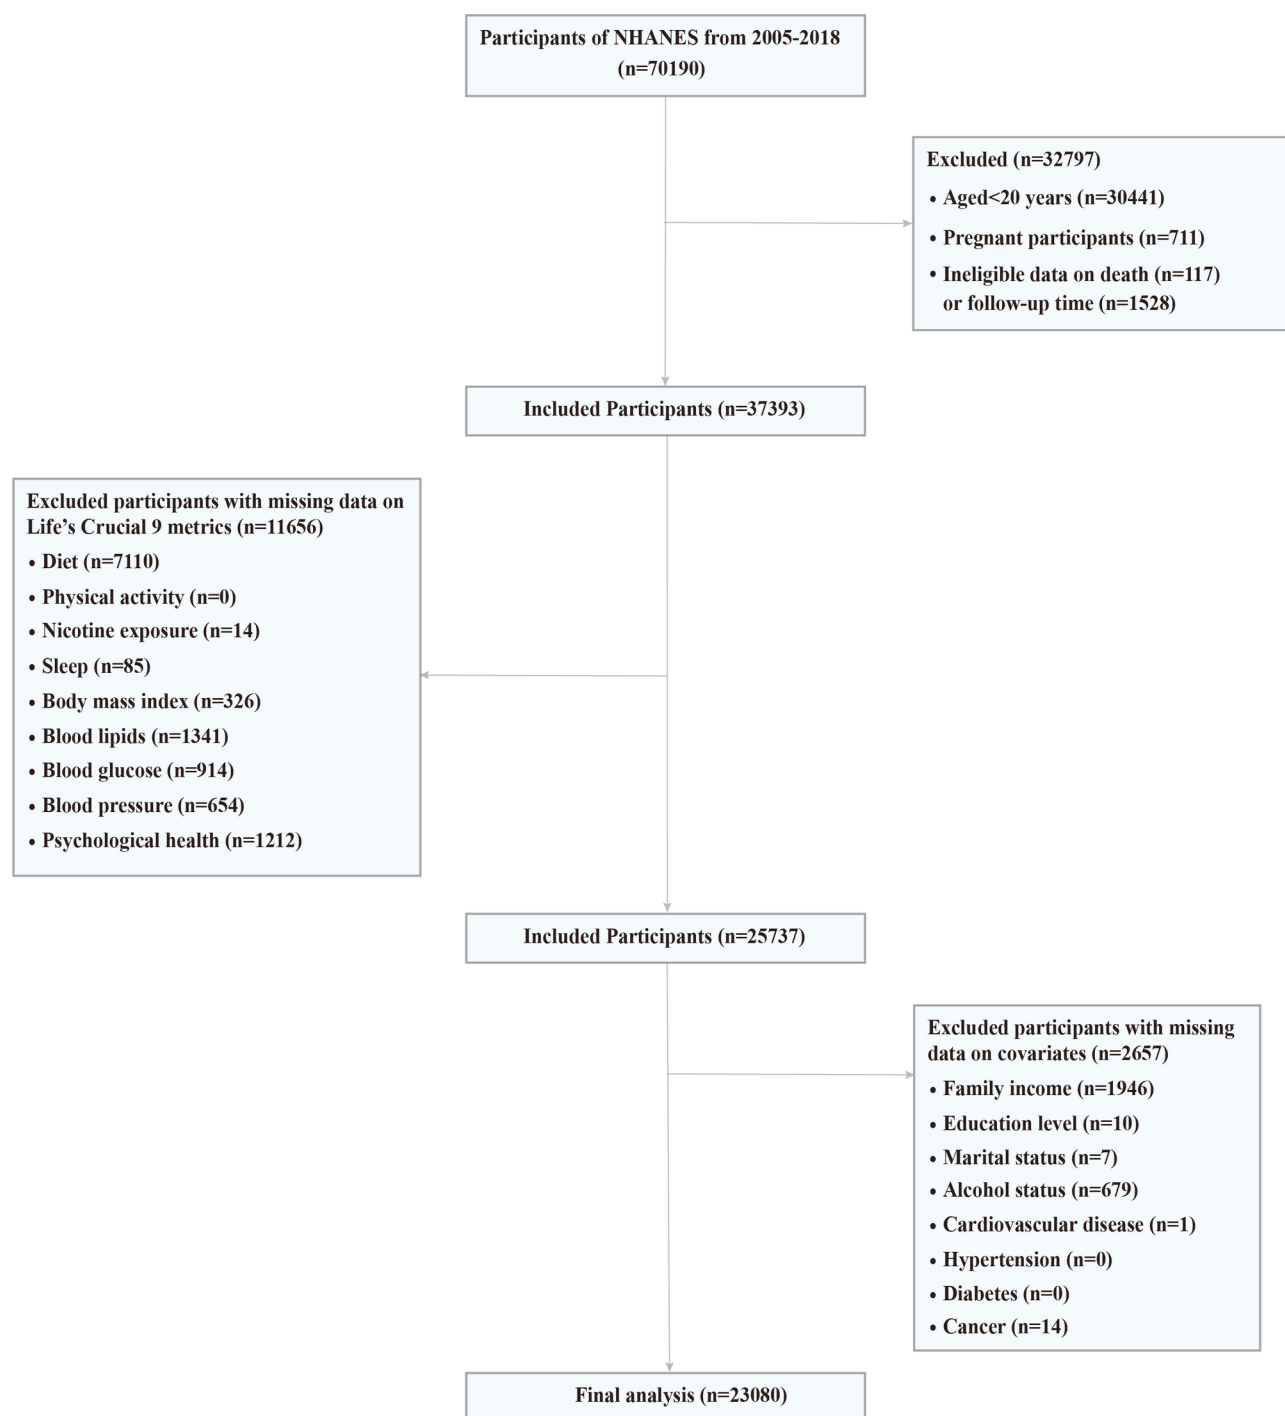 Participants of NHANES from 2005-2018
(n=70190)
Excluded (n=32797)
• Aged<20 years (n=30441)
• Pregnant participants (n=711)
• Ineligible data on death (n=117)
or follow-up time (n=1528)
Included Participants (n=37393)
Excluded participants with missing data on
Life’s Crucial 9 metrics (n=11656)
• Diet (n=7110)
• Physical activity (n=0)
• Nicotine exposure (n=14)
• Sleep (n=85)
• Body mass index (n=326)
• Blood lipids (n=1341)
• Blood glucose (n=914)
• Blood pressure (n=654)
• Psychological health (n=1212)
Included Participants (n=25737)
Excluded participants with missing
data on covariates (n=2657)
• Family income (n=1946)
• Education level (n=10)
• Marital status (n=7)
• Alcohol status (n=679)
• Cardiovascular disease (n=1)
• Hypertension (n=0)
• Diabetes (n=0)
• Cancer (n=14)
Final analysis (n=23080)